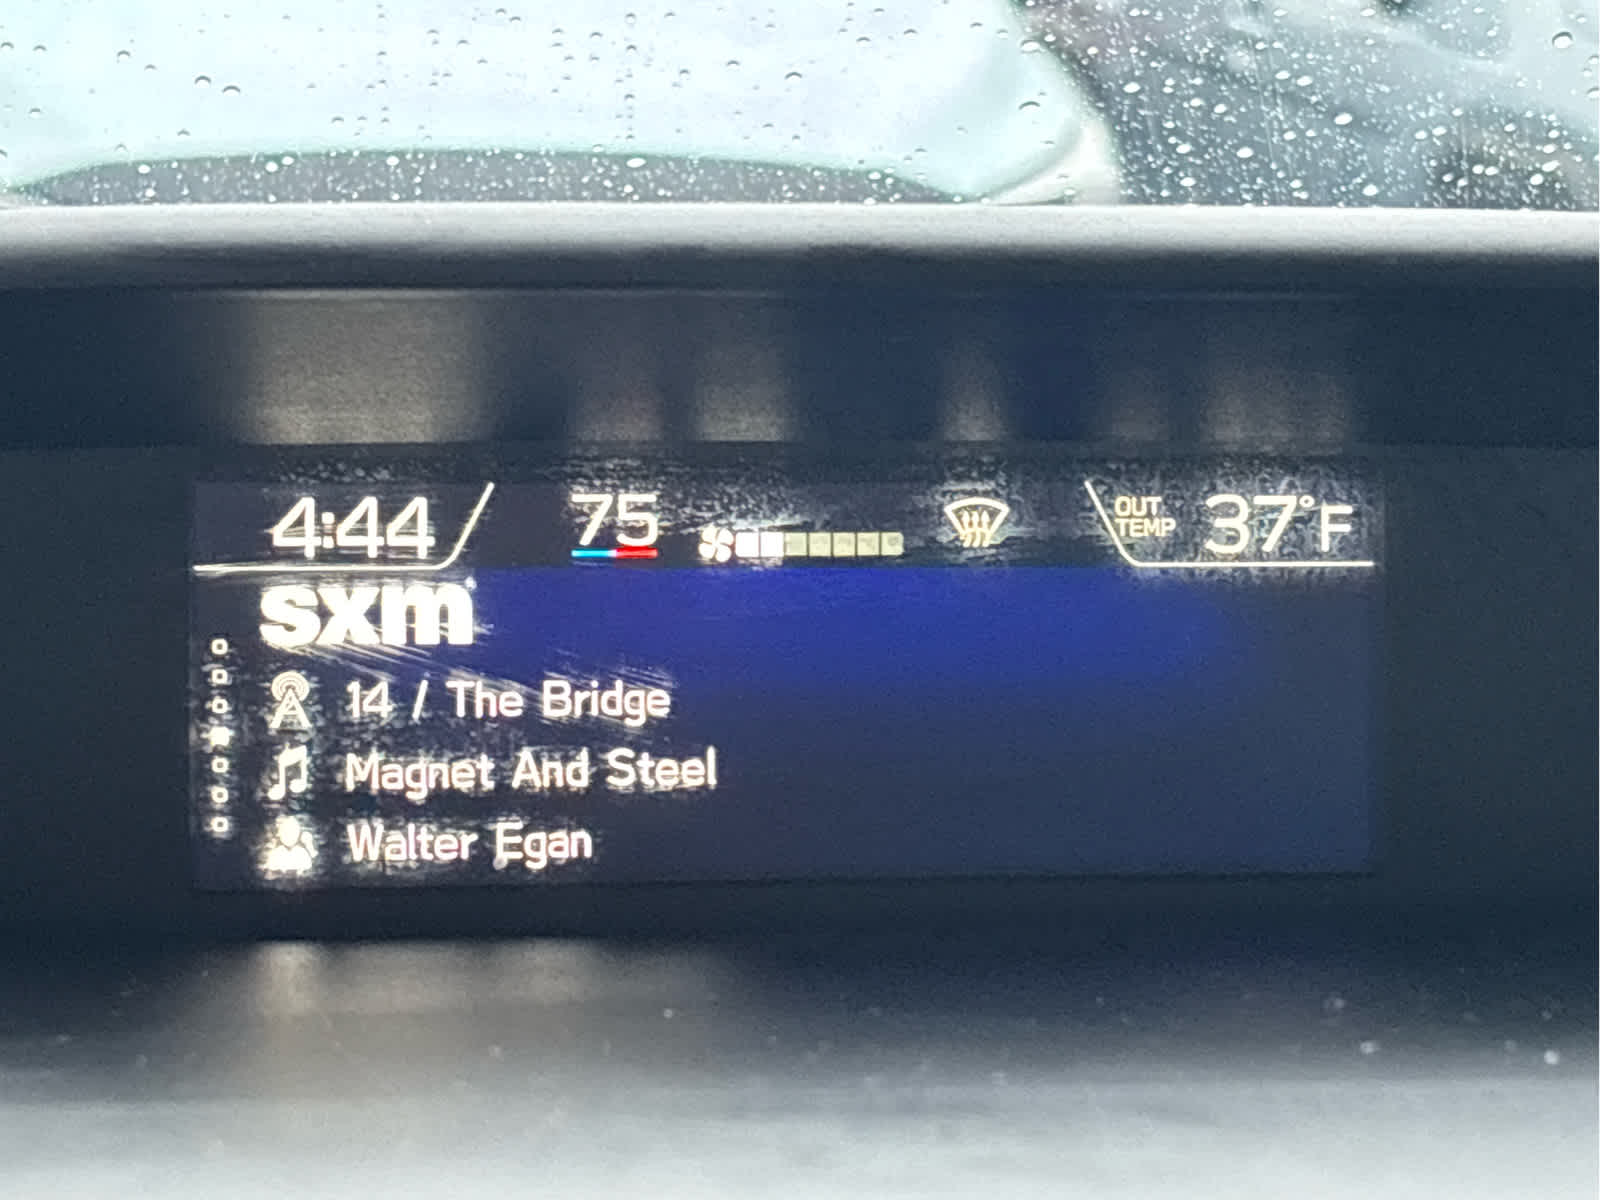 4:44
75
OUT
TEMP
37°F
sxm
14 / The Bridge
Magnet And Steel
Walter Egan